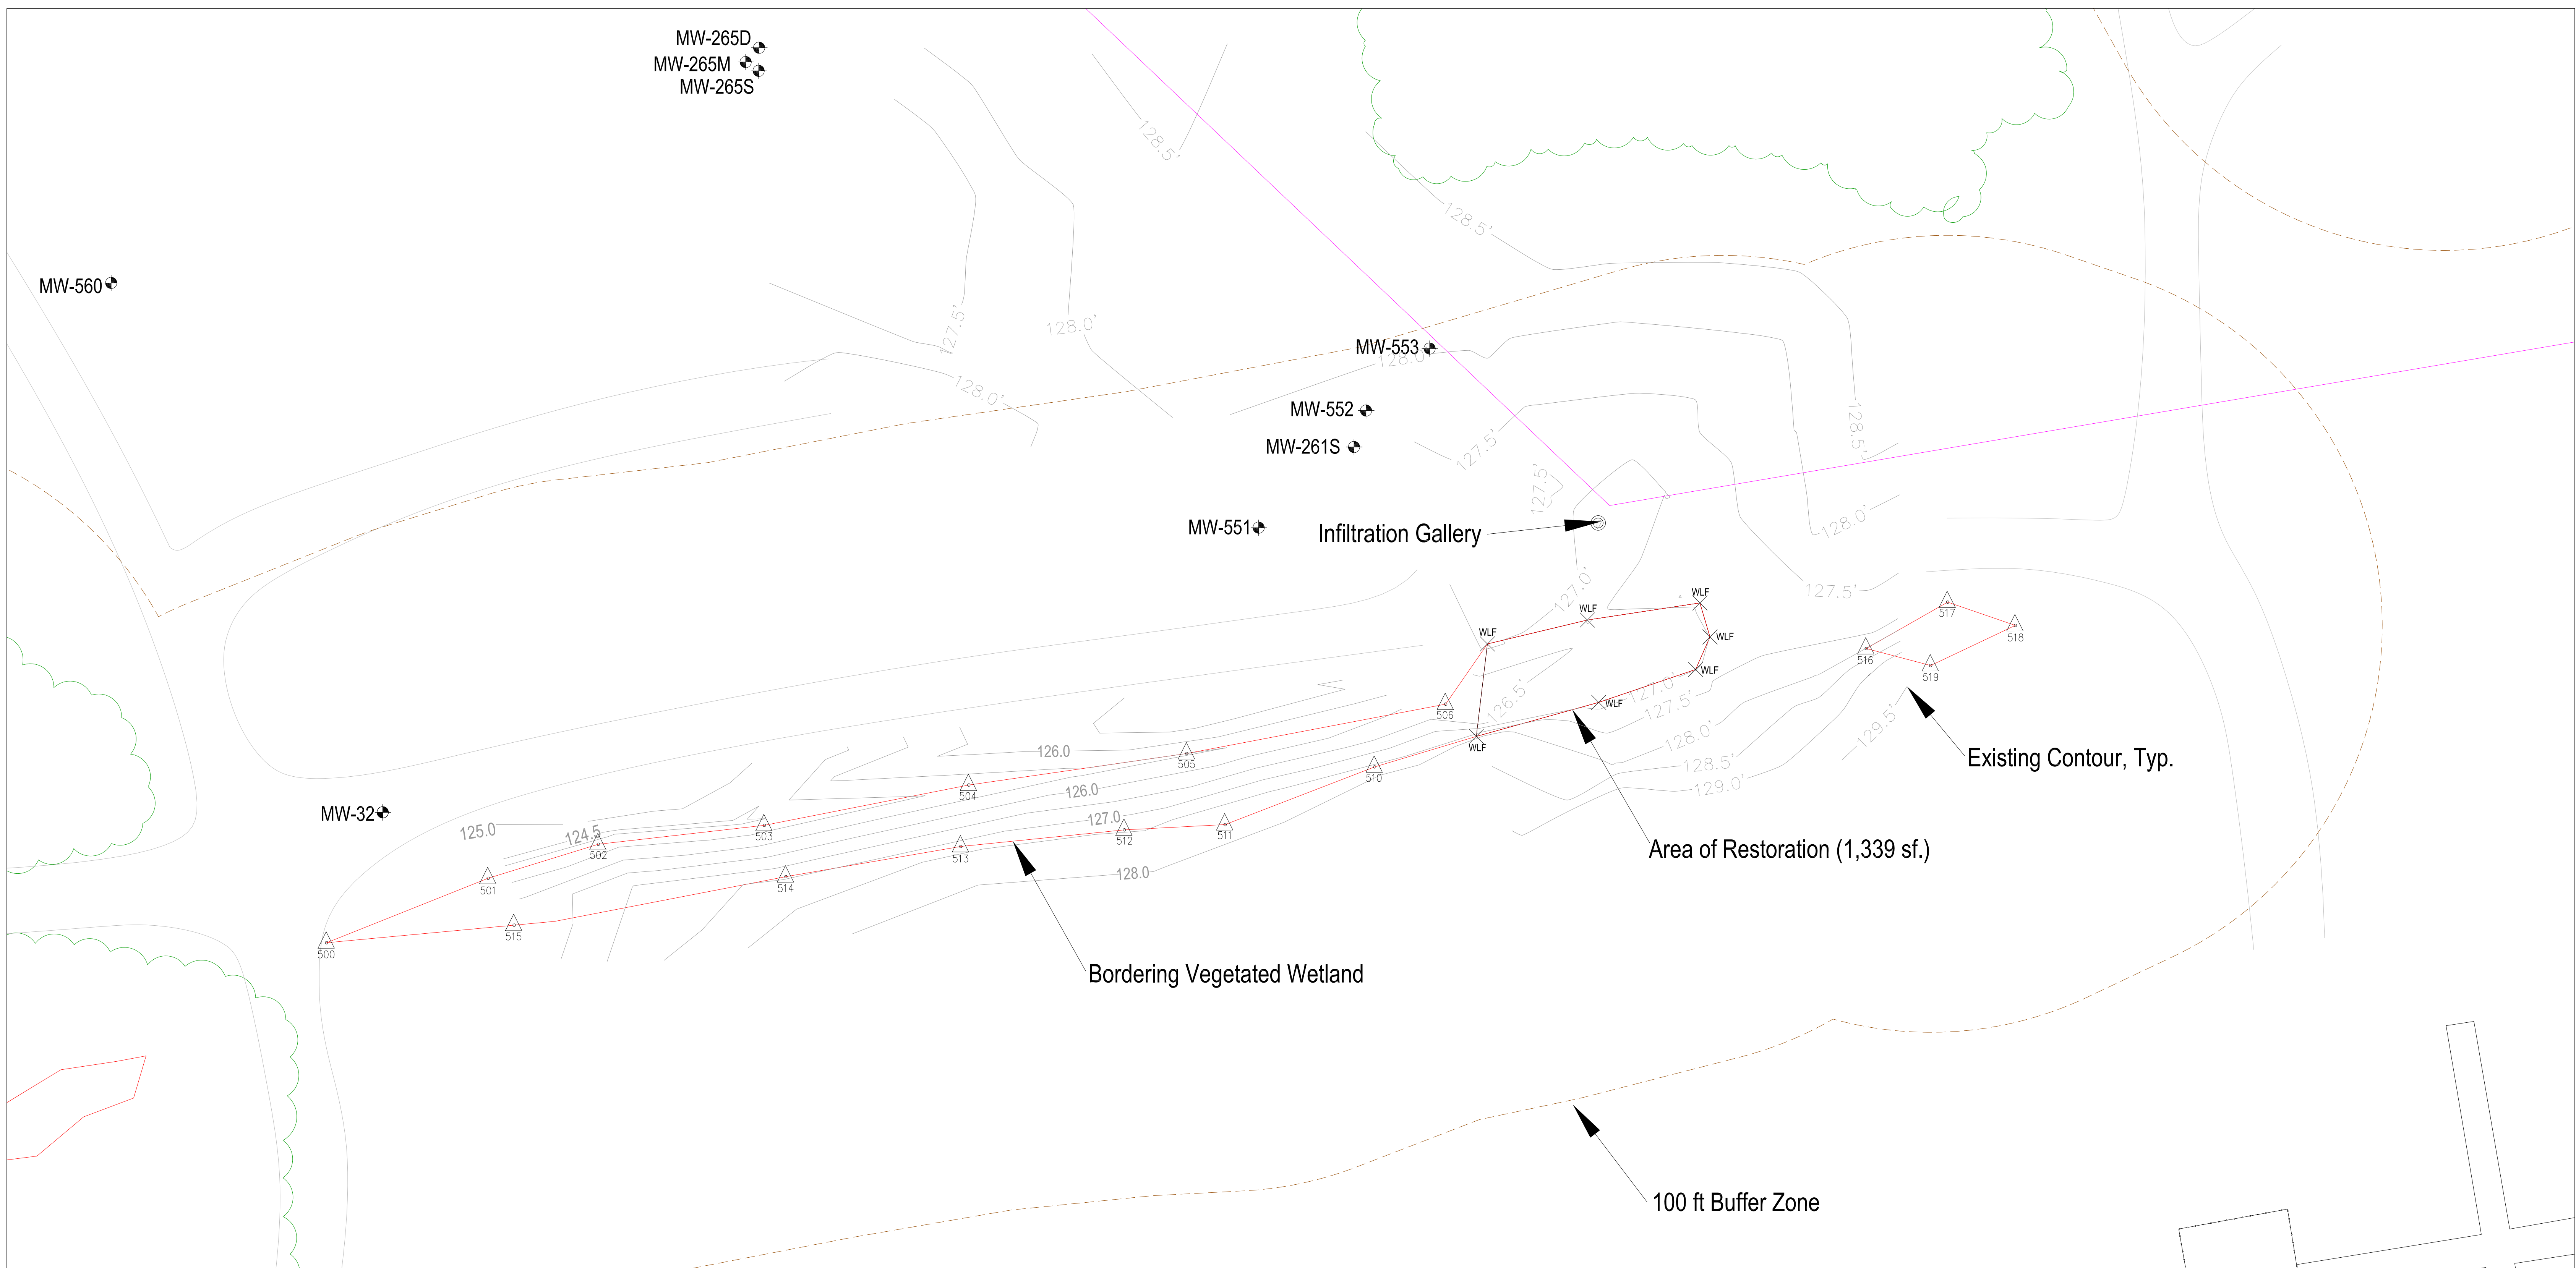 MW-265D
MW-265M
MW-265S
128.5'
128.5'
MW-560
127.5'
128.0'
MW-553
128.0'
128.0'
MW-552
128.5'
MW-261S
127.5'
127.5'
MW-551
Infiltration Gallery
128.0'
127.0'
127.5'
WLF
WLF
WLF
WLF
WLF
WLF
WLF
517
518
516
519
127.0'
126.5'
127.5'
506
129.5'
128.0'
126.0
505
Existing Contour, Typ.
128.5'
510
504
126.0
129.0'
MW-32
127.0
125.0
124.5
503
512
511
502
513
Area of Restoration (1,339 sf.)
128.0
501
514
515
500
Bordering Vegetated Wetland
100 ft Buffer Zone